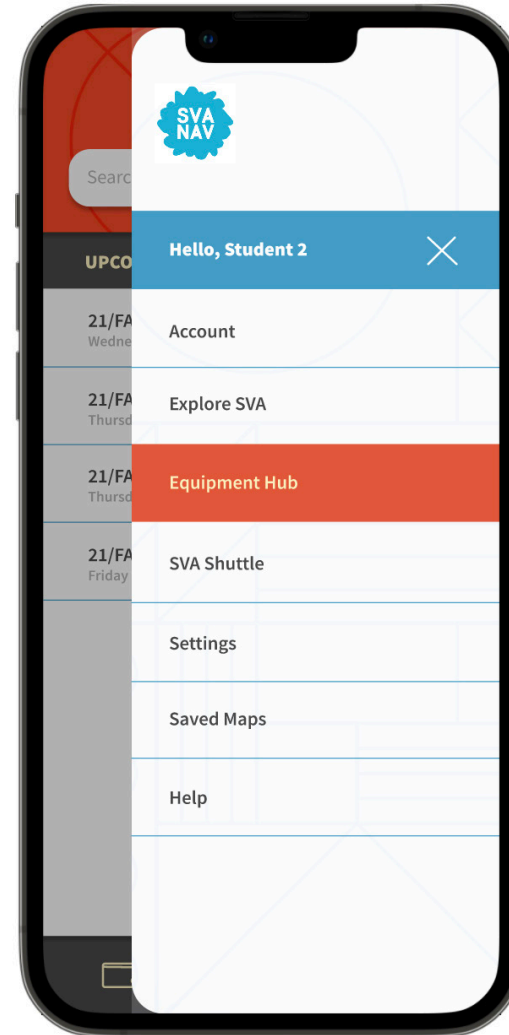 SVA
NAV
Searc
Hello, Student 2
UPCO
Account
21/FA
Wedne
Explore SVA
21/FA
Thursd
Equipment Hub
21/FA
Thursd
SVA Shuttle
21/FA
Friday
Settings
Saved Maps
Help